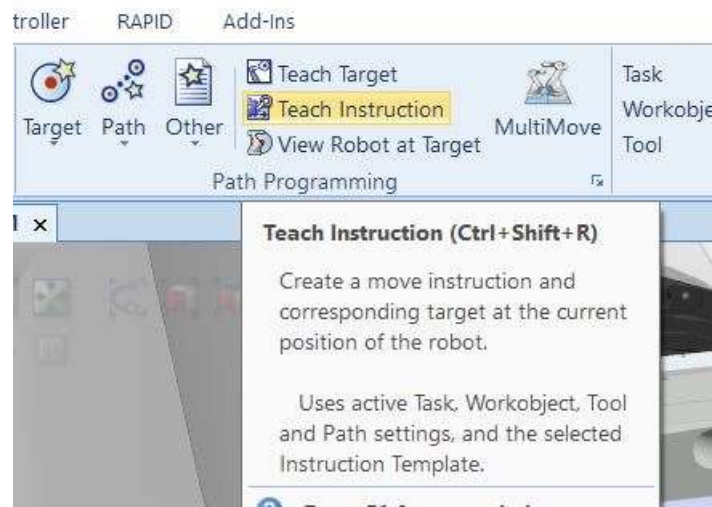 troller RAPID Add-Ins
Teach Target
Task
Teach Instruction
Workobje
Target Path Other
MultiMove
View Robot at Target
Tool
Path Programming
Teach Instruction (Ctrl+Shift+R)
Create a move instruction and
corresponding target at the current
position of the robot.
Uses active Task, Workobject, Tool
and Path settings, and the selected
Instruction Template.